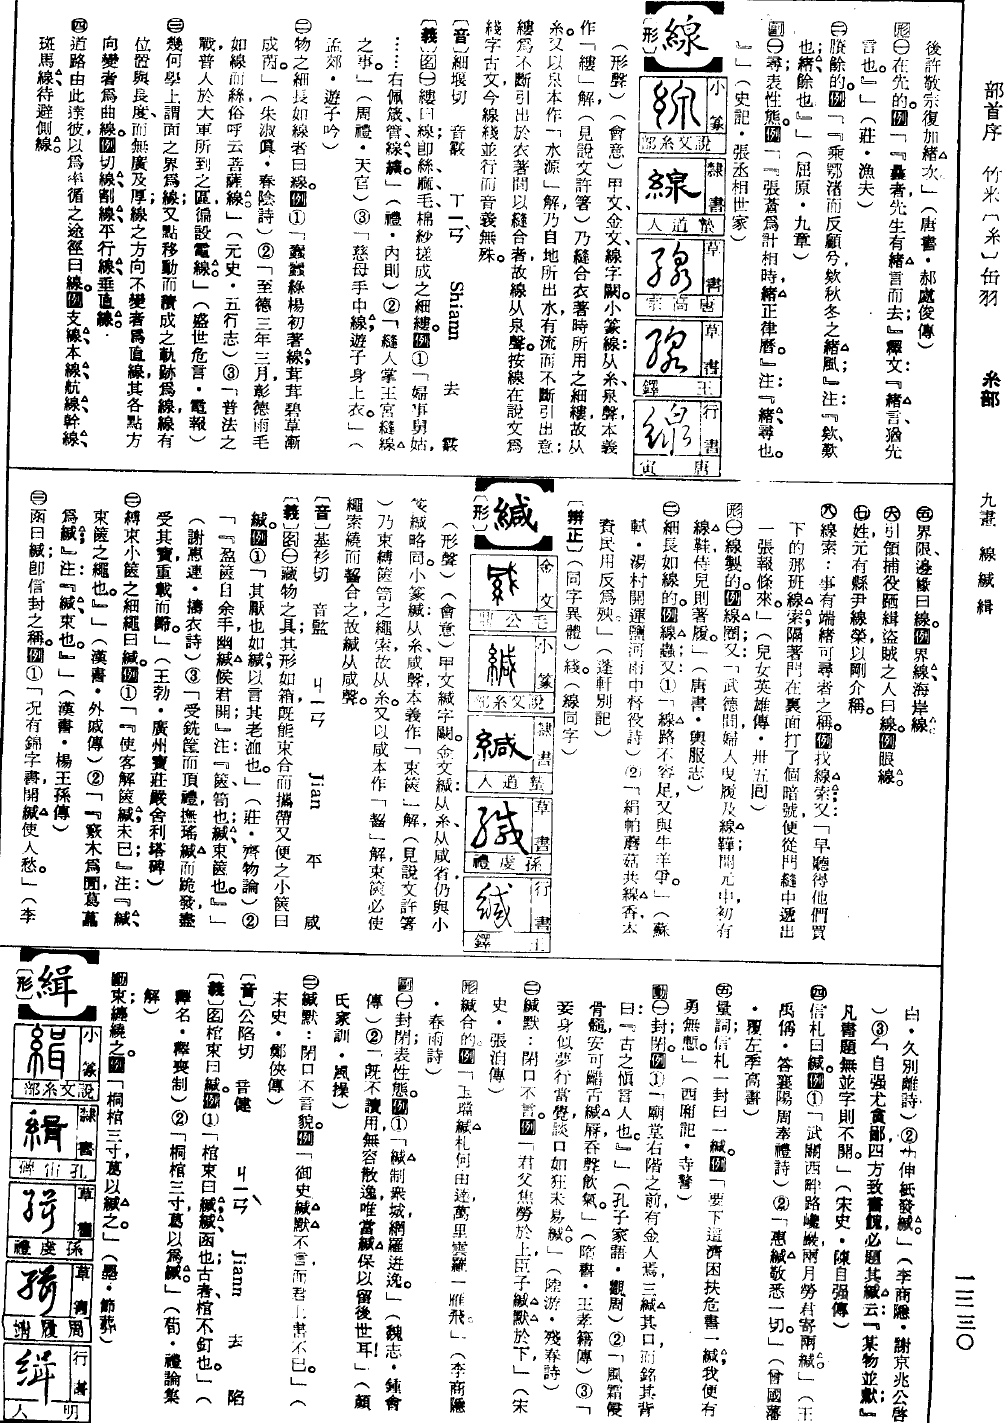 部首序　竹米〔糸〕缶羽　糸部　九畫　線緘緝　一三三〇
後許敬宗復加緒次」（唐書・郝處俊傳）
㊀在先的。例「『曩者先生有緒言而去』釋文『緒言猶先
言也。』」（莊・漁夫）
㊁殘餘的。例「『乘鄂渚而反顧兮，欸秋冬之緒風。』注：『欸歎
也；緒餘也。』」（屈原・九章）
副㊀尋表性態。例「『張蒼爲計相時，緒正律曆。』注：『緒尋也。
』」（史記・張丞相世家）
線
〔形〕
小篆　說文糸部
隸書　螫道人
草書　唐高宗
草書　王鐸
行書　唐寅
（形聲）（會意）甲文、金文線字闕。小篆線：从糸、泉聲，本義
作「縷」解，（見說文許箸）乃縫合衣著時所用之細縷，故从
糸。又以泉本作「水源」解，乃自地所出水，有流而不斷引出意；
縷爲不斷引出於衣著間以縫合者，故線从泉聲。按線在說文爲
綫字古文，今線綫並行而音義無殊。
〔音〕細堰切　音霰　ㄒㄧㄢ　Shiann　去　霰
〔義〕名㊀縷曰線，即絲麻毛棉紗搓成之細縷。例①「婦事舅姑，
……右佩箴管線纊。」（禮・內則）②「縫人掌王宮縫線
之事」（周禮・天官）③「慈母手中線，遊子身上衣。」（
孟郊・遊子吟）
㊁物之細長如線者曰線。例①「蠶蠶綠楊初著線，茸茸碧草漸
成茵」（朱淑眞・春陰詩）②「至德三年三月，彰德雨毛
如線而絲，俗呼云菩薩線。」（元史・五行志）③「普法之
戰，普人於大軍所到之區，徧設電線。」（盛世危言・電報）
㊂幾何學上謂面之界爲線；又點移動而積成之軌跡爲線；線有
位置與長度，而無廣及厚；線之方向不變者爲直線，其各點方
向變者爲曲線。例切線、割線、平行線、垂直線。
㊃道路由此達彼，以爲率循之途徑曰線。例支線、本線、航線、幹線、
斑馬線、待避側線
㊄界限、邊緣曰線。例界線、海岸線
㊅引領捕役緝盜賊之人曰線。例眼線。
㊆姓，元有縣尹線榮，以剛介稱。
㊇線索：事有端緒可尋者之稱。例找線索；又「早聽得他們買
下的那班線索，隔著門在裏面打了個暗號，便從門縫中遞出
一張報條來。」（兒女英雄傳・卅五回）
㊀線製的。例線圈；又「武德間婦人曳履及線鞾，開元中初有
線鞋，侍兒則著履。」（唐書・輿服志）
㊁細長如線的。例線蟲；又①「線路不容足，又與牛羊爭。」（蘇
軾・湯村開運鹽河雨中督役詩）②「絹帕蘑菇共線香，本
資民用反爲殃。」（蓬軒別記）
〔辨正〕（同字異體）綫。（線同字）
緘
〔形〕
金文　毛公鼎
小篆　說文糸部
隸書　螫道人
草書　孫虔禮
行書　王鐸
（形聲）（會意）甲文緘字闕。金文緘：从糸、从咸省，仍與小
篆緘略同。小篆緘：从糸、咸聲，本義作「束篋」解，（見說文許箸
）乃束縛篋笥之繩索，故从糸。又以咸本作「齧」解，束篋必使
繩索繞而齧合之，故緘从咸聲。
〔音〕基衫切　音監　ㄐㄧㄢ　Jian　平　咸
〔義〕名㊀藏物之具，其形如箱，既能束合而攜帶又便之小篋曰
緘。例①「其厭也如緘，以言其老洫也。」（莊・齊物論）②
「『盈篋自余手，幽緘候君開；』注『篋笥也，緘束篋也。』」
（謝惠連・擣衣詩）③「受銑筐而頂禮，撫瑤緘而跪發，盡
受其寶，重載而歸。」（王勃・廣州寶莊嚴舍利塔碑）
㊁縛束小篋之細繩曰緘。例①「『使客解篋緘，未已。』注：『緘，
束篋之繩也。』」（漢書・外戚傳）②「『窾木爲匵，葛藟
爲緘。』注：『緘束也。』」（漢書・楊王孫傳）
㊂函曰緘，即信封之稱。例①「况有錦字書，開緘使人愁。」（李
白・久別離詩）②「伸紙發緘。」（李商隱・謝京兆公啓
）③「自强尤貪鄙，四方致書餽，必題其緘云：『某物並獻。』
凡書題無並字則不開。」（宋史・陳自强傳）
㊃信札曰緘。例①「武關西畔路巉巉，兩月勞君寄兩緘」（王
禹偁・答襄陽周奉禮詩）②「惠緘敬悉一切」（曾國藩
・覆左季高書）
㊄量詞，信札一封曰一緘。例「要下這濟困扶危書一緘，我便有
勇無慚。」（西廂記・寺警）
動㊀封閉。例①「廟堂右階之前，有金人焉，三緘其口，而銘其背
曰：『古之愼言人也。』」（孔子家語・觀周）②「風霜侵
骨髓，安可齰舌緘脣，吞聲飲氣。」（隋書・王孝籍傳）③「
妾身似夢行當覺，談口如狂未易緘。」（陸游・殘春詩）
㊁緘默：閉口不言。例「君父焦勞於上，臣子緘默於下」（宋
史・張洎傳）
形緘合的。例「玉璫緘札何由達，萬里雲羅一雁飛。」（李商隱
・春雨詩）
副㊀封閉表性態。例①「緘制衆城，網羅迸逸。」（魏志・鍾會
傳）②「既不讀用，無容散逸，唯當緘保，以留後世耳！」（顏
氏家訓・風操）
㊁緘默：閉口不言貌。例「御史緘默不言，而君上苦不已。」（
宋史・鄭俠傳）
〔音〕公陷切　音𠎀　ㄐㄧㄢˋ　Jiann　去　陷
〔義〕名棺束曰緘。例①「棺束曰緘；緘函也；古者棺不釘也。」（
釋名・釋喪制）②「桐棺三寸，葛以爲緘。」（荀・禮論集
解）
動束纏繞之。例「桐棺三寸，葛以緘之。」（墨・節葬）
緝
〔形〕
小篆　說文糸部
隸書　孔宙碑
草書　孫虔禮
草書　周履靖
行書　明人